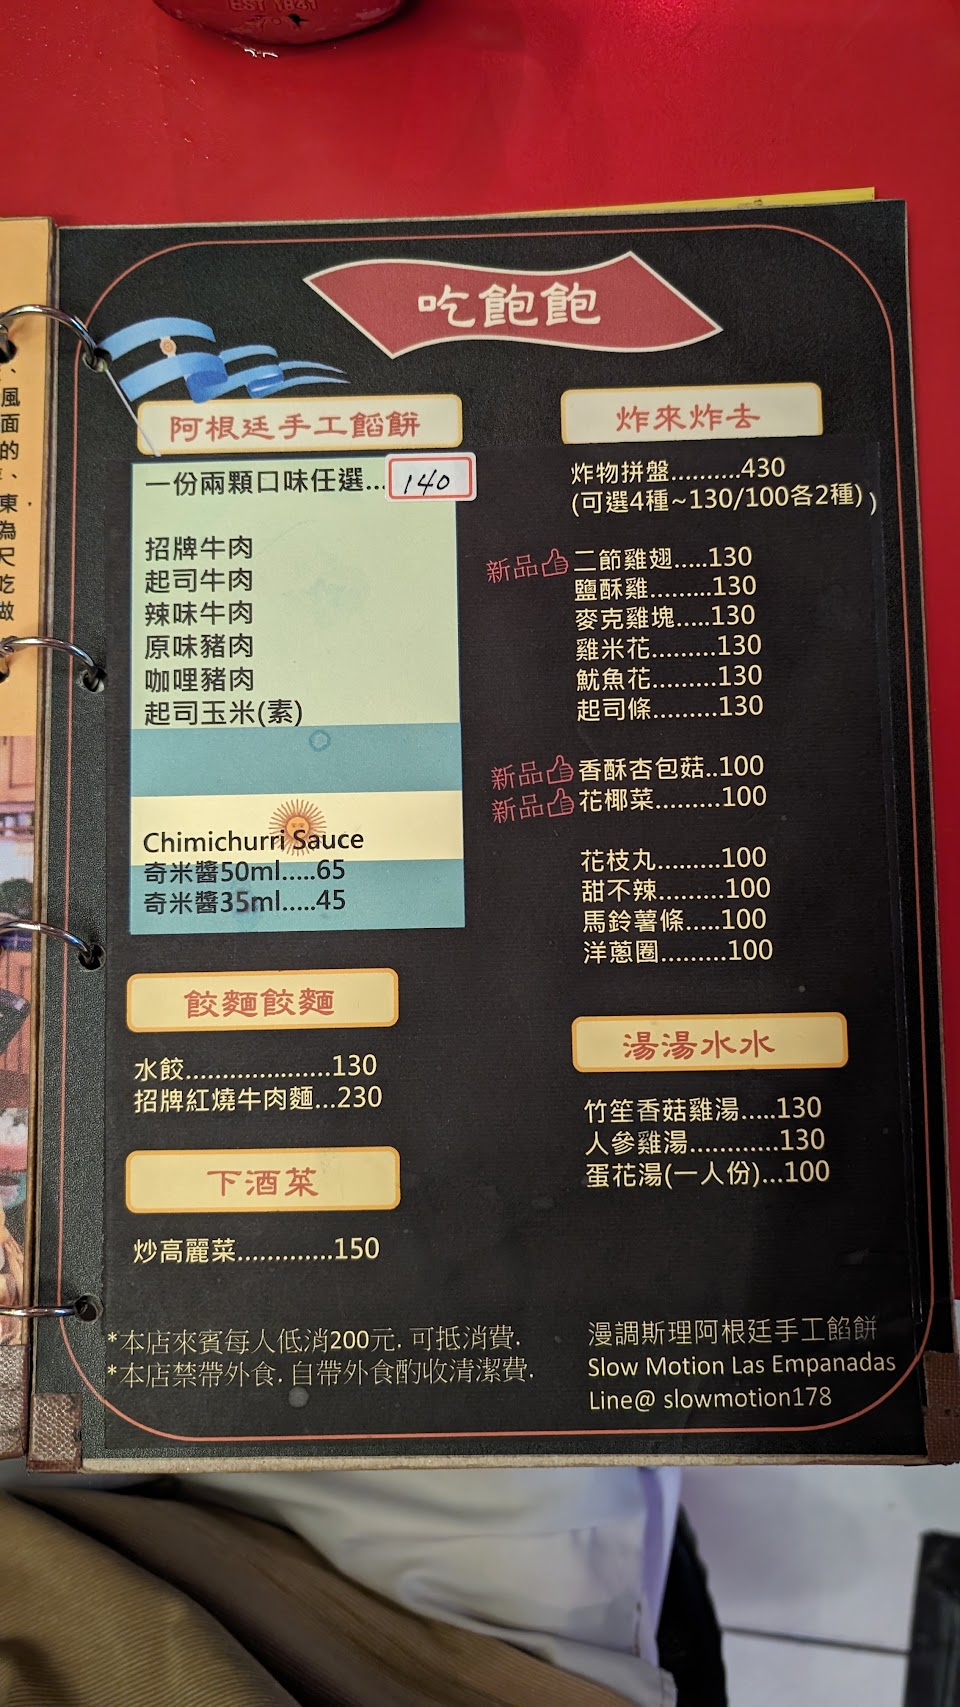 EST 1841
風
面
的
東,
為
尺
吃
做
吃飽飽
阿根廷手工餡餅
一份兩顆口味任選... 140
招牌牛肉
起司牛肉
辣味牛肉
原味豬肉
咖哩豬肉
起司玉米(素)
Chimichurri Sauce
奇米醬50ml.....65
奇米醬35ml.....45
餃麵餃麵
水餃....................130
招牌紅燒牛肉麵...230
下酒菜
炒高麗菜.............150
炸來炸去
炸物拼盤..........430
(可選4種~130/100各2種) )
新品 二節雞翅.....130
鹽酥雞.........130
麥克雞塊.....130
雞米花.........130
魷魚花.........130
起司條.........130
新品 香酥杏包菇..100
新品 花椰菜.........100
花枝丸.........100
甜不辣.........100
馬鈴薯條.....100
洋蔥圈.........100
湯湯水水
竹笙香菇雞湯.....130
人參雞湯............130
蛋花湯(一人份)...100
*本店來賓每人低消200元. 可抵消費.
*本店禁帶外食. 自帶外食酌收清潔費.
漫調斯理阿根廷手工餡餅
Slow Motion Las Empanadas
Line@ slowmotion178